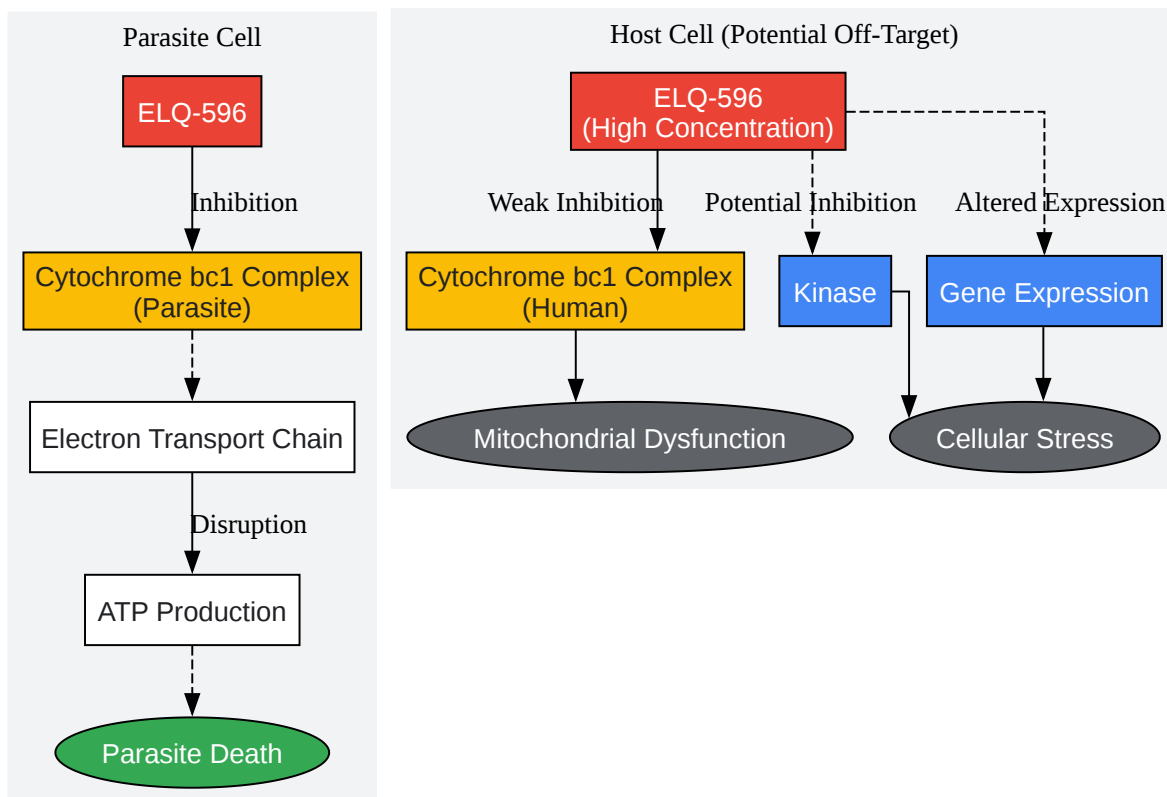 Parasite Cell
ELQ-596
Inhibition
Cytochrome bc1 Complex
(Parasite)
Electron Transport Chain
Disruption
ATP Production
Parasite Death
Host Cell (Potential Off-Target)
ELQ-596
(High Concentration)
Weak Inhibition
Potential Inhibition
Altered Expression
Cytochrome bc1 Complex
(Human)
Kinase
Gene Expression
Mitochondrial Dysfunction
Cellular Stress